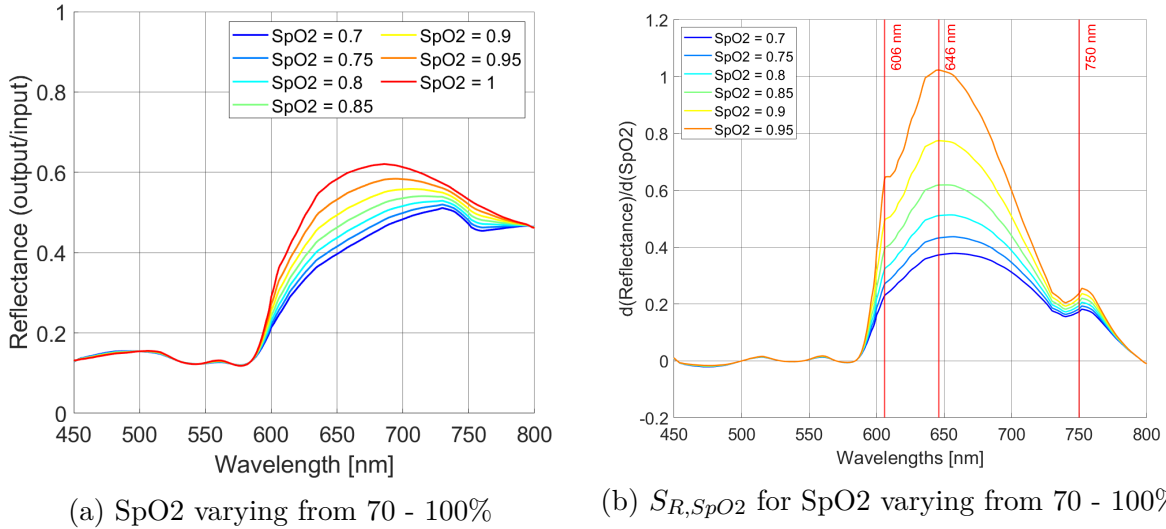 1
0.8
0.6
0.4
0.2
0
Reflectance (output/input)
SpO2 = 0.7
SpO2 = 0.75
SpO2 = 0.8
SpO2 = 0.85
SpO2 = 0.9
SpO2 = 0.95
SpO2 = 1
450 500 550 600 650 700 750 800
Wavelength [nm]
(a) SpO2 varying from 70 - 100%
1.2
1
0.8
0.6
0.4
0.2
0
-0.2
d(Reflectance)/d(SpO2)
SpO2 = 0.7
SpO2 = 0.75
SpO2 = 0.8
SpO2 = 0.85
SpO2 = 0.9
SpO2 = 0.95
606 nm
646 nm
750 nm
450 500 550 600 650 700 750 800
Wavelengths [nm]
(b) S_{R,SpO2} for SpO2 varying from 70 - 100%